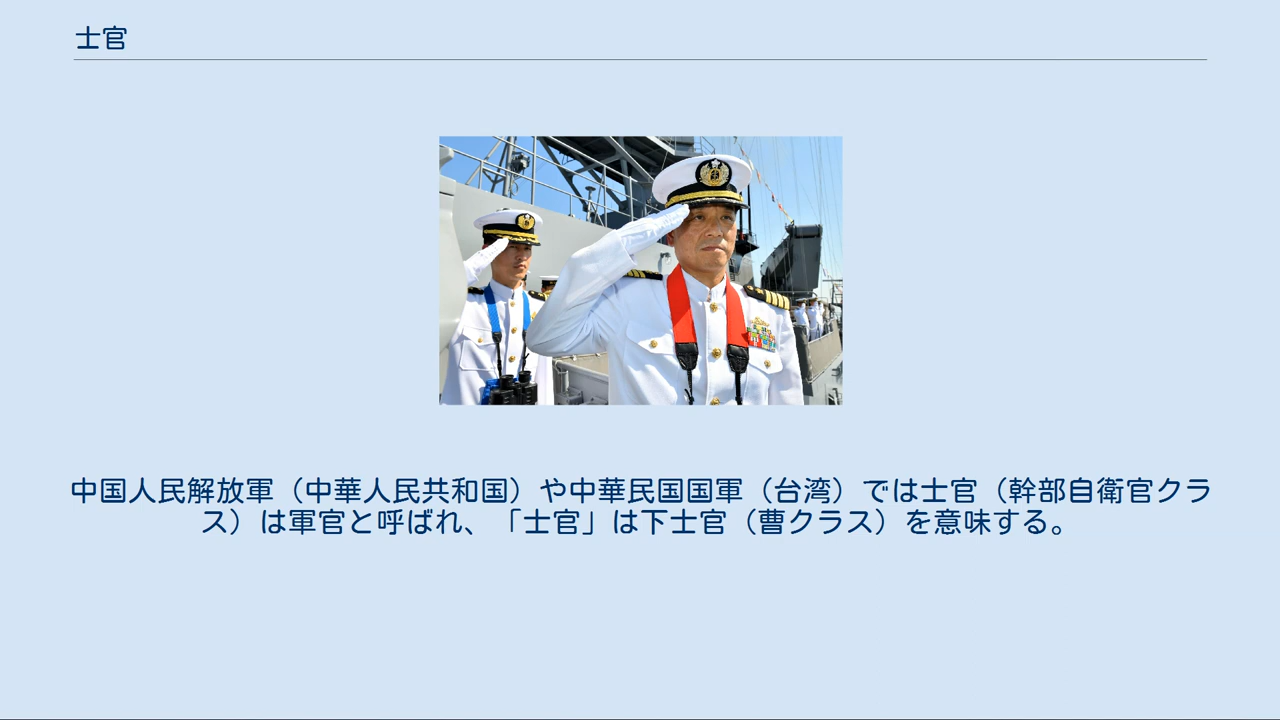 士官
中国人民解放軍（中華人民共和国）や中華民国国軍（台湾）では士官（幹部自衛官クラ
ス）は軍官と呼ばれ、「士官」は下士官（曹クラス）を意味する。